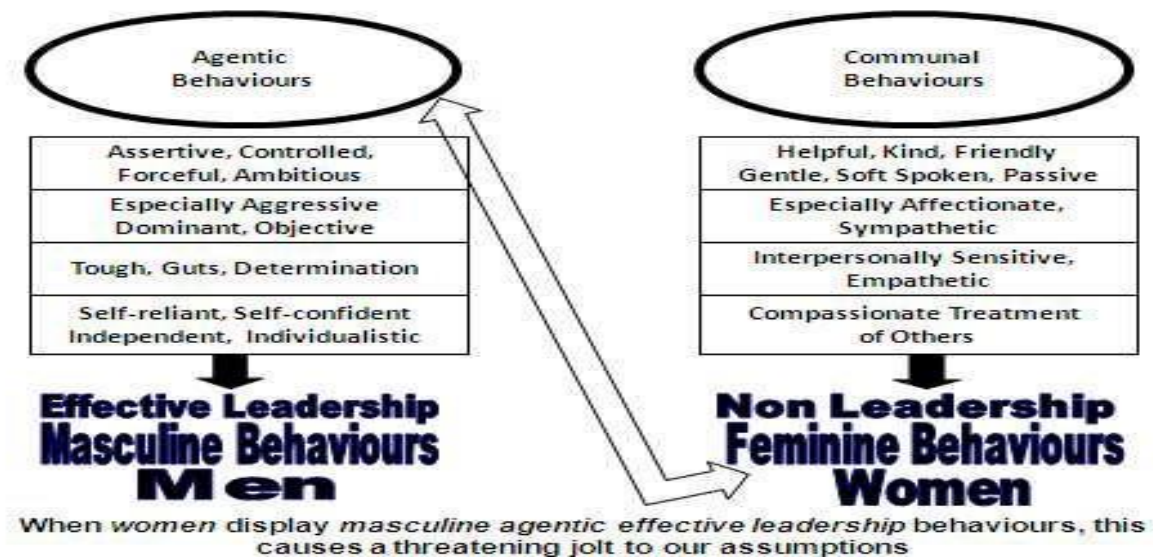 Agentic
Behaviours
Assertive, Controlled,
Forceful, Ambitious
Especially Aggressive
Dominant, Objective
Tough, Guts, Determination
Self-reliant, Self-confident
Independent, Individualistic
Effective Leadership
Masculine Behaviours
Men
Communal
Behaviours
Helpful, Kind, Friendly
Gentle, Soft Spoken, Passive
Especially Affectionate,
Sympathetic
Interpersonally Sensitive,
Empathetic
Compassionate Treatment
of Others
Non Leadership
Feminine Behaviours
Women
When women display masculine agentic effective leadership behaviours, this
causes a threatening jolt to our assumptions